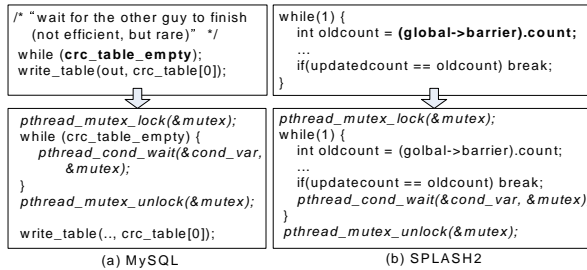 /* "wait for the other guy to finish
(not efficient, but rare)" */
while (crc_table_empty);
write_table(out, crc_table[0]);
pthread_mutex_lock(&mutex);
while (crc_table_empty) {
pthread_cond_wait(&cond_var,
&mutex);
}
pthread_mutex_unlock(&mutex);
write_table(.., crc_table[0]);
(a) MySQL
while(1) {
int oldcount = (global->barrier).count;
...
if(updatedcount == oldcount) break;
}
pthread_mutex_lock(&mutex);
while(1) {
int oldcount = (golbal->barrier).count;
...
if(updatecount == oldcount) break;
pthread_cond_wait(&cond_var, &mutex)
}
pthread_mutex_unlock(&mutex);
(b) SPLASH2